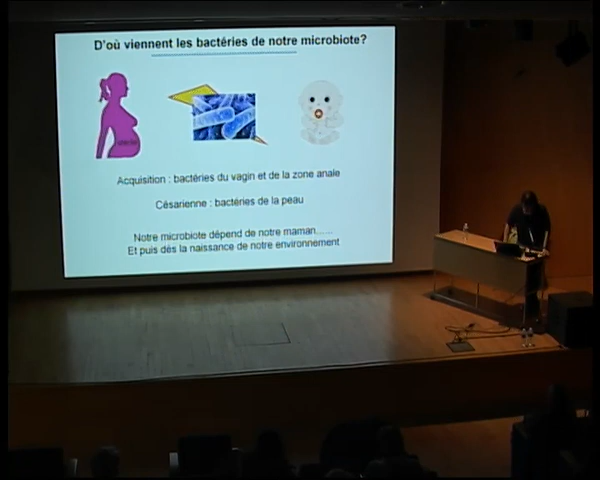 D'où viennent les bactéries de notre microbiote?
Acquisition : bactéries du vagin et de la zone anale
Césarienne : bactéries de la peau
Notre microbiote dépend de notre maman......
Et puis dés la naissance de notre environnement